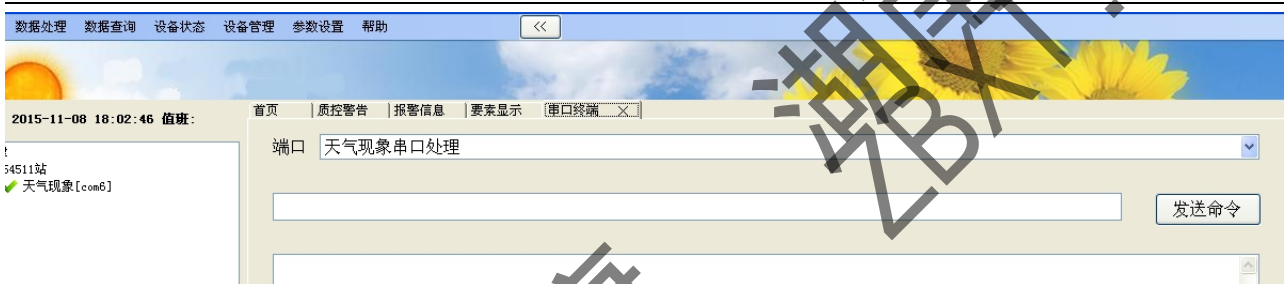 数据处理 数据查询 设备状态 设备管理 参数设置 帮助 <<
2015-11-08 18:02:46 值班:
首页 质控警告 报警信息 要素显示 串口终端 ×
端口 天气现象串口处理
54511站
天气现象[com6]
发送命令
ZBXT